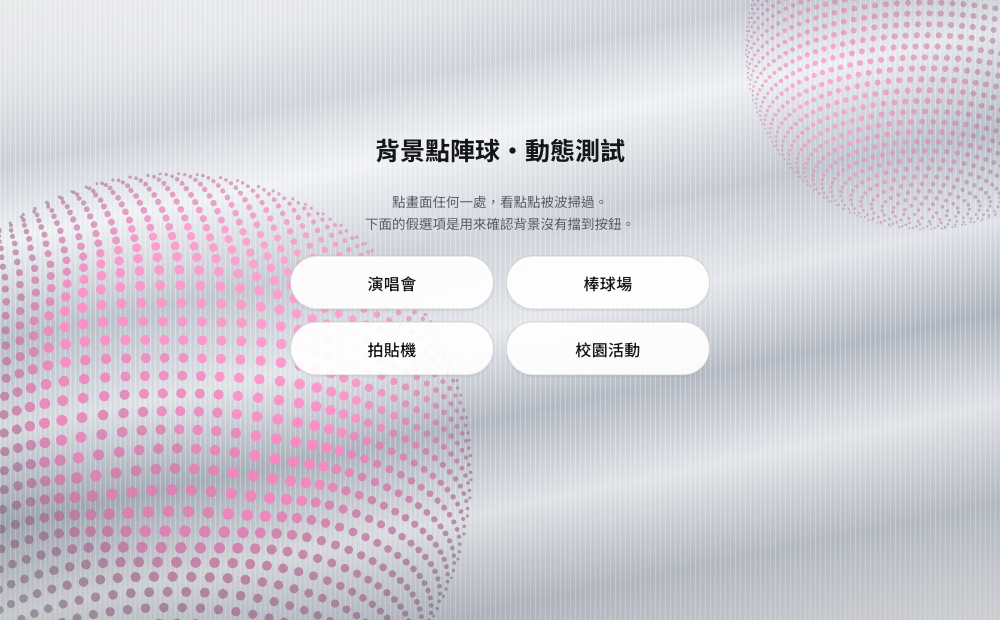 背景點陣球・動態測試
點畫面任何一處，看點點被波掃過。
下面的假選項是用來確認背景沒有擋到按鈕。
演唱會
棒球場
拍貼機
校園活動